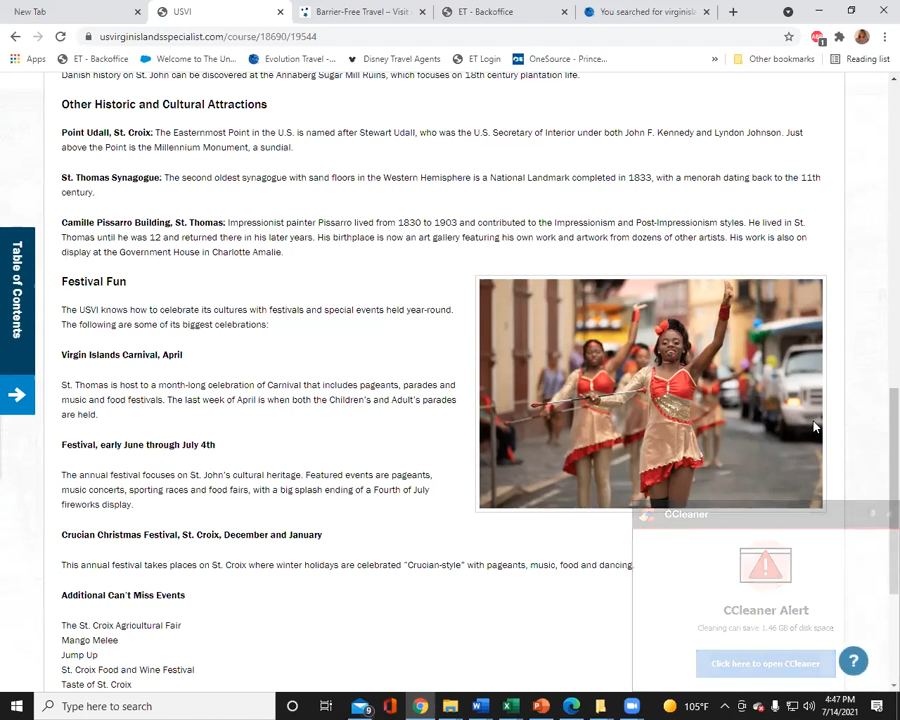 New Tab
USVI
Barrier-Free Travel – Visit
ET - Backoffice
You searched for virginisl
usvirginislandsspecialist.com/course/18690/19544
Apps
ET - Backoffice
Welcome to The Un...
Evolution Travel -...
Disney Travel Agents
ET Login
OneSource - Prince...
»
Other bookmarks
Reading list
Danish history on St. John can be discovered at the Annaberg Sugar Mill Ruins, which focuses on 18th century plantation life.
Other Historic and Cultural Attractions
Point Udall, St. Croix: The Easternmost Point in the U.S. is named after Stewart Udall, who was the U.S. Secretary of Interior under both John F. Kennedy and Lyndon Johnson. Just
above the Point is the Millennium Monument, a sundial.
St. Thomas Synagogue: The second oldest synagogue with sand floors in the Western Hemisphere is a National Landmark completed in 1833, with a menorah dating back to the 11th
century.
Camille Pissarro Building, St. Thomas: Impressionist painter Pissarro lived from 1830 to 1903 and contributed to the Impressionism and Post-Impressionism styles. He lived in St.
Thomas until he was 12 and returned there in his later years. His birthplace is now an art gallery featuring his own work and artwork from dozens of other artists. His work is also on
display at the Government House in Charlotte Amalie.
Table of Contents
Festival Fun
The USVI knows how to celebrate its cultures with festivals and special events held year-round.
The following are some of its biggest celebrations:
Virgin Islands Carnival, April
St. Thomas is host to a month-long celebration of Carnival that includes pageants, parades and
music and food festivals. The last week of April is when both the Children's and Adult's parades
are held.
Festival, early June through July 4th
The annual festival focuses on St. John's cultural heritage. Featured events are pageants,
music concerts, sporting races and food fairs, with a big splash ending of a Fourth of July
fireworks display.
Crucian Christmas Festival, St. Croix, December and January
This annual festival takes places on St. Croix where winter holidays are celebrated "Crucian-style" with pageants, music, food and dancing.
Additional Can't Miss Events
The St. Croix Agricultural Fair
Mango Melee
Jump Up
St. Croix Food and Wine Festival
Taste of St. Croix
CCleaner
CCleaner Alert
Cleaning can save 1.46 GB of disk space
Click here to open CCleaner
?
Type here to search
9
105°F
4:47 PM
7/14/2021